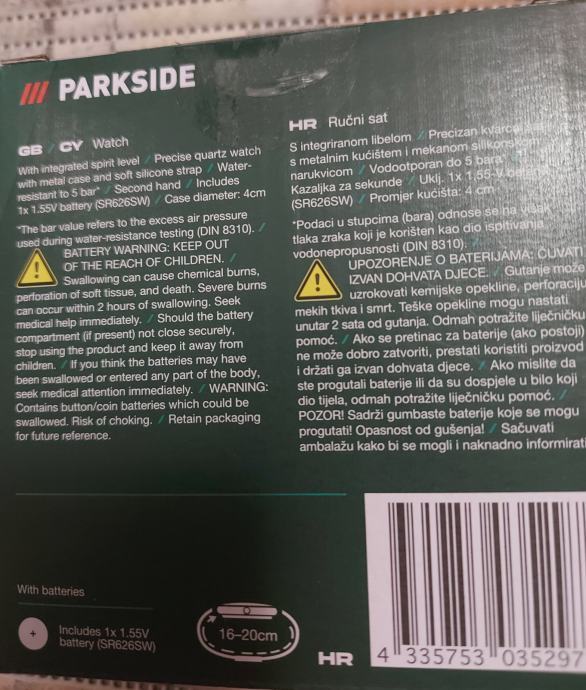 /// PARKSIDE
GB / CY Watch
With integrated spirit level / Precise quartz watch
with metal case and soft silicone strap / Water-
resistant to 5 bar* / Second hand / Includes
1x 1.55V battery (SR626SW) / Case diameter: 4cm
*The bar value refers to the excess air pressure
used during water-resistance testing (DIN 8310). /
BATTERY WARNING: KEEP OUT
OF THE REACH OF CHILDREN. /
Swallowing can cause chemical burns,
perforation of soft tissue, and death. Severe burns
can occur within 2 hours of swallowing. Seek
medical help immediately. / Should the battery
compartment (if present) not close securely,
stop using the product and keep it away from
children. / If you think the batteries may have
been swallowed or entered any part of the body,
seek medical attention immediately. / WARNING:
Contains button/coin batteries which could be
swallowed. Risk of choking. / Retain packaging
for future reference.
HR Ručni sat
S integriranom libelom / Precizan kvarcni
s metalnim kućištem i mekanom silikonskom
narukvicom / Vodootporan do 5 bara*
Kazaljka za sekunde / Uklj. 1x 1,55
(SR626SW) / Promjer kućišta: 4 cm
*Podaci u stupcima (bara) odnose se na višak
tlaka zraka koji je korišten kao dio ispitivanja
vodonepropusnosti (DIN 8310). /
UPOZORENJE O BATERIJAMA: ČUVATI
IZVAN DOHVATA DJECE. / Gutanje može
uzrokovati kemijske opekline, perforaciju
mekih tkiva i smrt. Teške opekline mogu nastati
unutar 2 sata od gutanja. Odmah potražite liječničku
pomoć. / Ako se pretinac za baterije (ako postoji)
ne može dobro zatvoriti, prestati koristiti proizvod
i držati ga izvan dohvata djece. / Ako mislite da
ste progutali baterije ili da su dospjele u bilo koji
dio tijela, odmah potražite liječničku pomoć. /
POZOR! Sadrži gumbaste baterije koje se mogu
progutati! Opasnost od gušenja! / Sačuvati
ambalažu kako bi se mogli i naknadno informirati
With batteries
+
Includes 1x 1.55V
battery (SR626SW)
16–20cm
HR
4 335753 035297